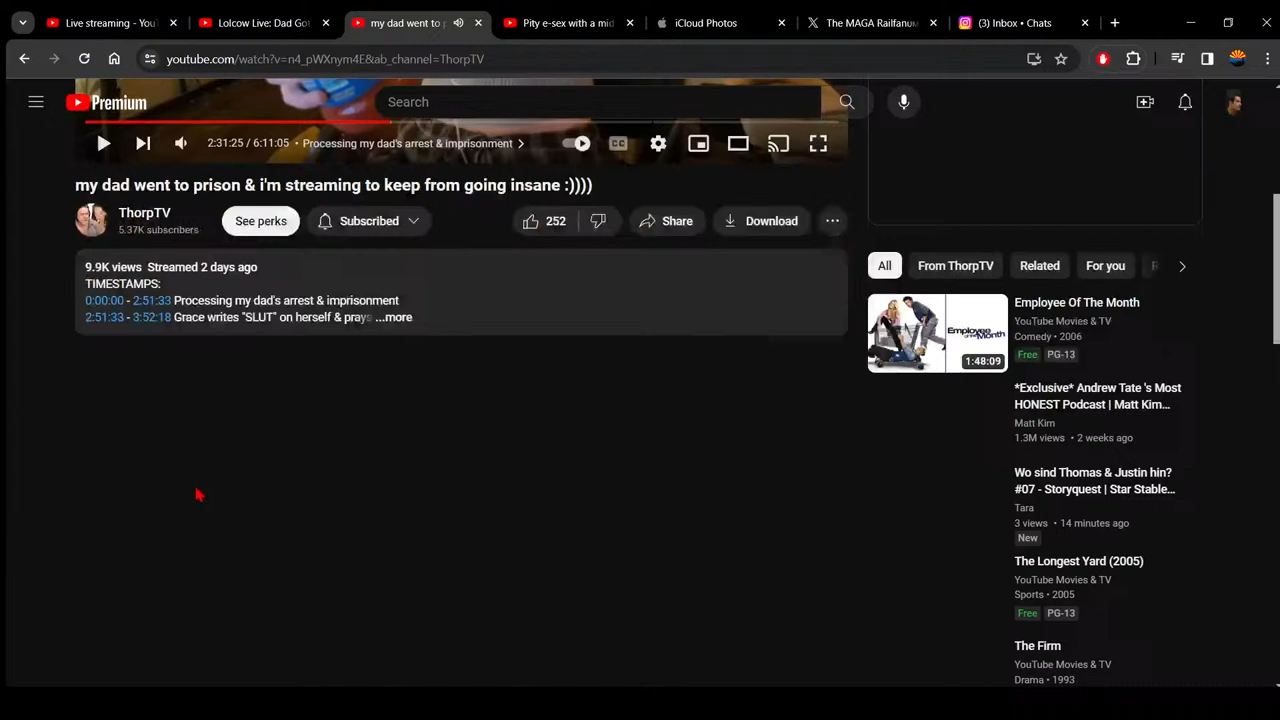 Live streaming - You
Lolcow Live: Dad Got
my dad went to p
Pity e-sex with a mid
iCloud Photos
The MAGA Railfanum
(3) Inbox • Chats
youtube.com/watch?v=n4_pWXnym4E&ab_channel=ThorpTV
Premium
Search
2:31:25 / 6:11:05 • Processing my dad's arrest & imprisonment
CC
my dad went to prison & i'm streaming to keep from going insane :))))
ThorpTV
5.37K subscribers
See perks
Subscribed
252
Share
Download
9.9K views Streamed 2 days ago
TIMESTAMPS:
0:00:00 - 2:51:33 Processing my dad's arrest & imprisonment
2:51:33 - 3:52:18 Grace writes "SLUT" on herself & prays ...more
All
From ThorpTV
Related
For you
Employee Of The Month
YouTube Movies & TV
Comedy • 2006
Free PG-13
Employee
of the Month
1:48:09
*Exclusive* Andrew Tate 's Most
HONEST Podcast | Matt Kim...
Matt Kim
1.3M views • 2 weeks ago
Wo sind Thomas & Justin hin?
#07 - Storyquest | Star Stable...
Tara
3 views • 14 minutes ago
New
The Longest Yard (2005)
YouTube Movies & TV
Sports • 2005
Free PG-13
The Firm
YouTube Movies & TV
Drama • 1993